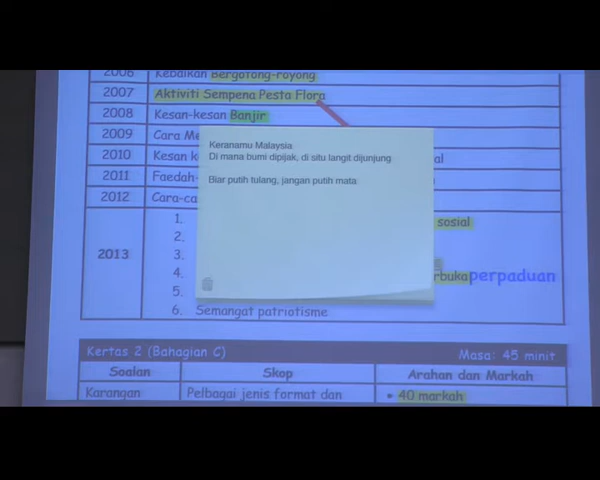 2006 Kebaikan Bergotong-royong
2007 Aktiviti Sempena Pesta Flora
2008 Kesan-kesan Banjir
2009 Cara Me
2010 Kesan k al
2011 Faedah-
2012 Cara-ca
2013
1. sosial
2.
3.
4. rbuka perpaduan
5.
6. Semangat patriotisme
Keranamu Malaysia
Di mana bumi dipijak, di situ langit dijunjung
Biar putih tulang, jangan putih mata
Kertas 2 (Bahagian C) Masa: 45 minit
Soalan Skop Arahan dan Markah
Karangan Pelbagai jenis format dan • 40 markah